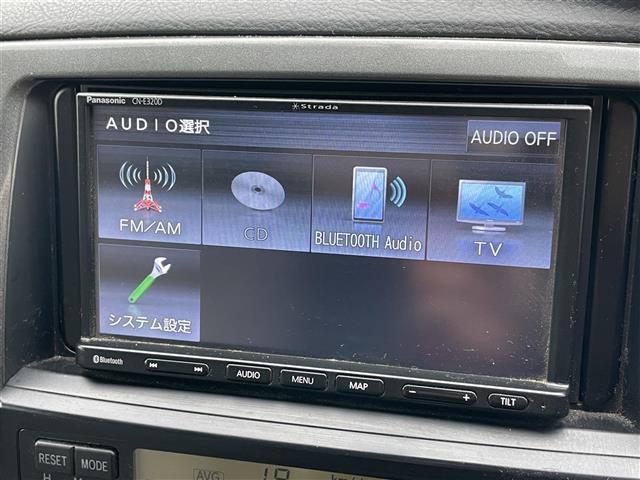 Panasonic CN-E320D
Strada
AUDIO選択
AUDIO OFF
FM/AM
CD
BLUETOOTH Audio
TV
システム設定
Bluetooth
AUDIO
MENU
MAP
TILT
RESET
MODE
H
AVG